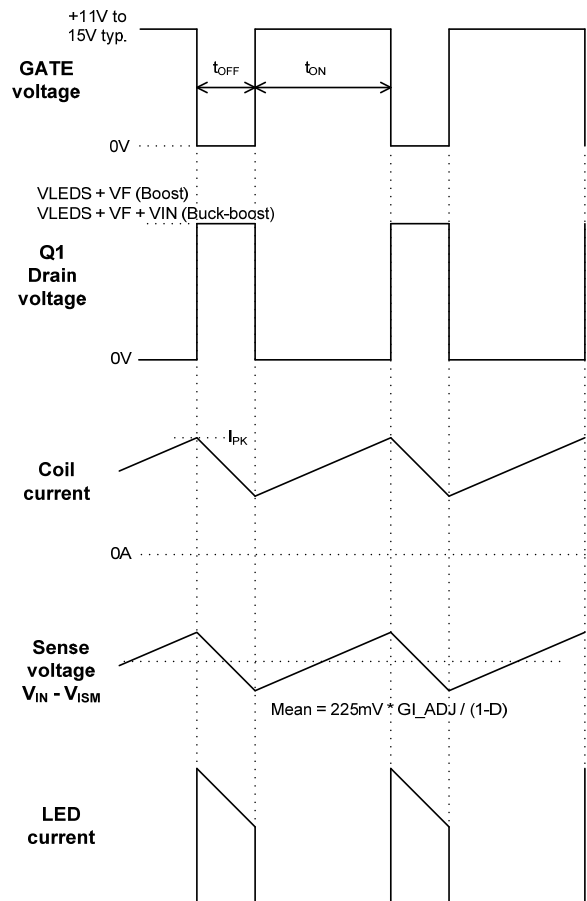 +11V to
15V typ.
GATE
voltage
tOFF
tON
0V
VLEDS + VF (Boost)
VLEDS + VF + VIN (Buck-boost)
Q1
Drain
voltage
0V
IPK
Coil
current
0A
Sense
voltage
VIN - VISM
Mean = 225mV * GI_ADJ / (1-D)
LED
current